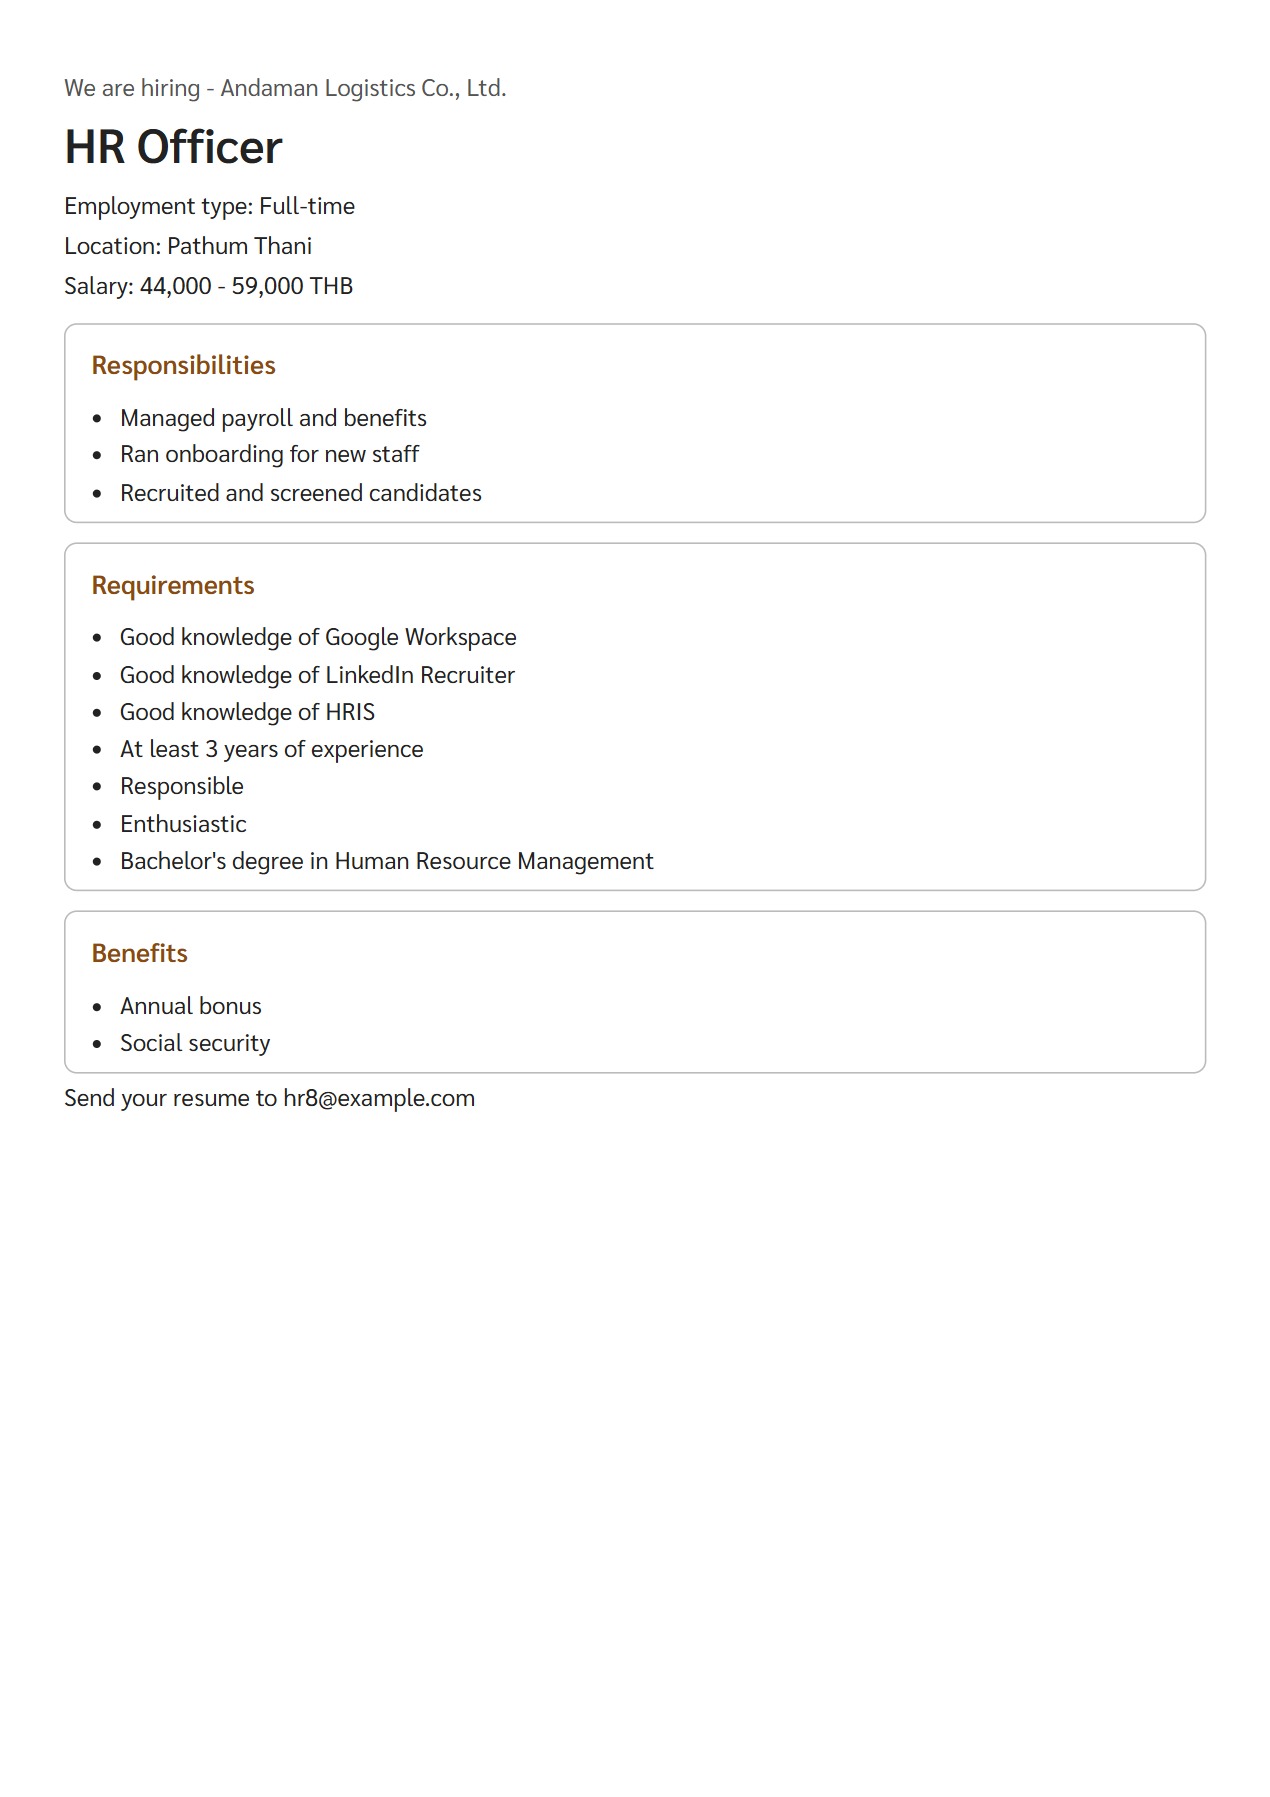 We are hiring - Andaman Logistics Co., Ltd.
HR Officer
Employment type: Full-time
Location: Pathum Thani
Salary: 44,000 - 59,000 THB
Responsibilities
• Managed payroll and benefits
• Ran onboarding for new staff
• Recruited and screened candidates
Requirements
• Good knowledge of Google Workspace
• Good knowledge of LinkedIn Recruiter
• Good knowledge of HRIS
• At least 3 years of experience
• Responsible
• Enthusiastic
• Bachelor's degree in Human Resource Management
Benefits
• Annual bonus
• Social security
Send your resume to hr8@example.com